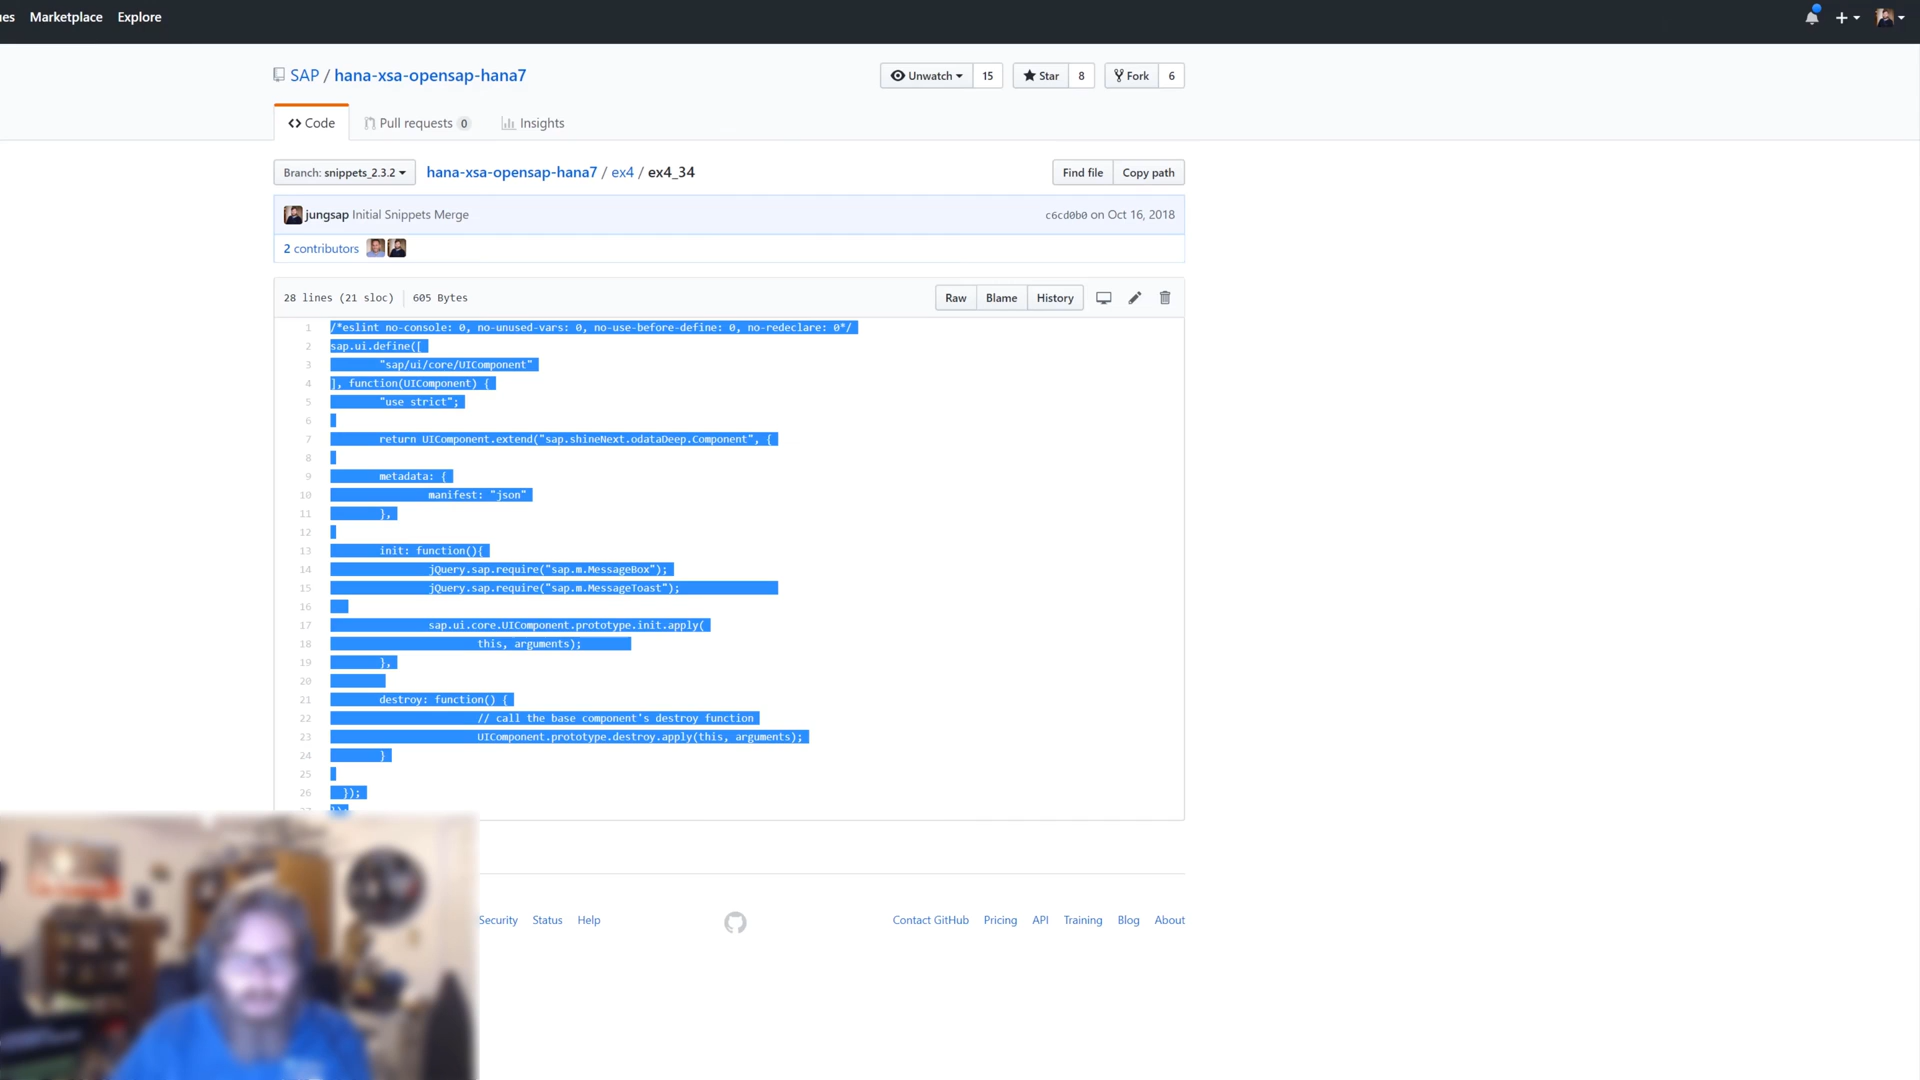 Marketplace Explore
SAP / hana-xsa-opensap-hana7
Unwatch 15 Star 8 Fork 6
Code Pull requests 0 Insights
Branch: snippets_2.3.2 hana-xsa-opensap-hana7 / ex4 / ex4_34 Find file Copy path
jungsap Initial Snippets Merge c6cd0b0 on Oct 16, 2018
2 contributors
28 lines (21 sloc) 605 Bytes Raw Blame History
1 /*eslint no-console: 0, no-unused-vars: 0, no-use-before-define: 0, no-redeclare: 0*/
2 sap.ui.define([
3 "sap/ui/core/UIComponent"
4 ], function(UIComponent) {
5 "use strict";
6
7 return UIComponent.extend("sap.shineNext.odataDeep.Component", {
8
9 metadata: {
10 manifest: "json"
11 },
12
13 init: function(){
14 jQuery.sap.require("sap.m.MessageBox");
15 jQuery.sap.require("sap.m.MessageToast");
16
17 sap.ui.core.UIComponent.prototype.init.apply(
18 this, arguments);
19 },
20
21 destroy: function() {
22 // call the base component's destroy function
23 UIComponent.prototype.destroy.apply(this, arguments);
24 }
25
26 });
Security Status Help Contact GitHub Pricing API Training Blog About